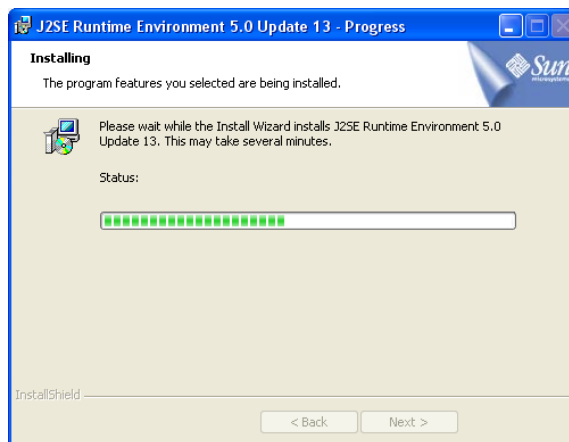 J2SE Runtime Environment 5.0 Update 13 - Progress
Installing
The program features you selected are being installed.
Sun
microsystems
Please wait while the Install Wizard installs J2SE Runtime Environment 5.0
Update 13. This may take several minutes.
Status:
InstallShield
< Back
Next >